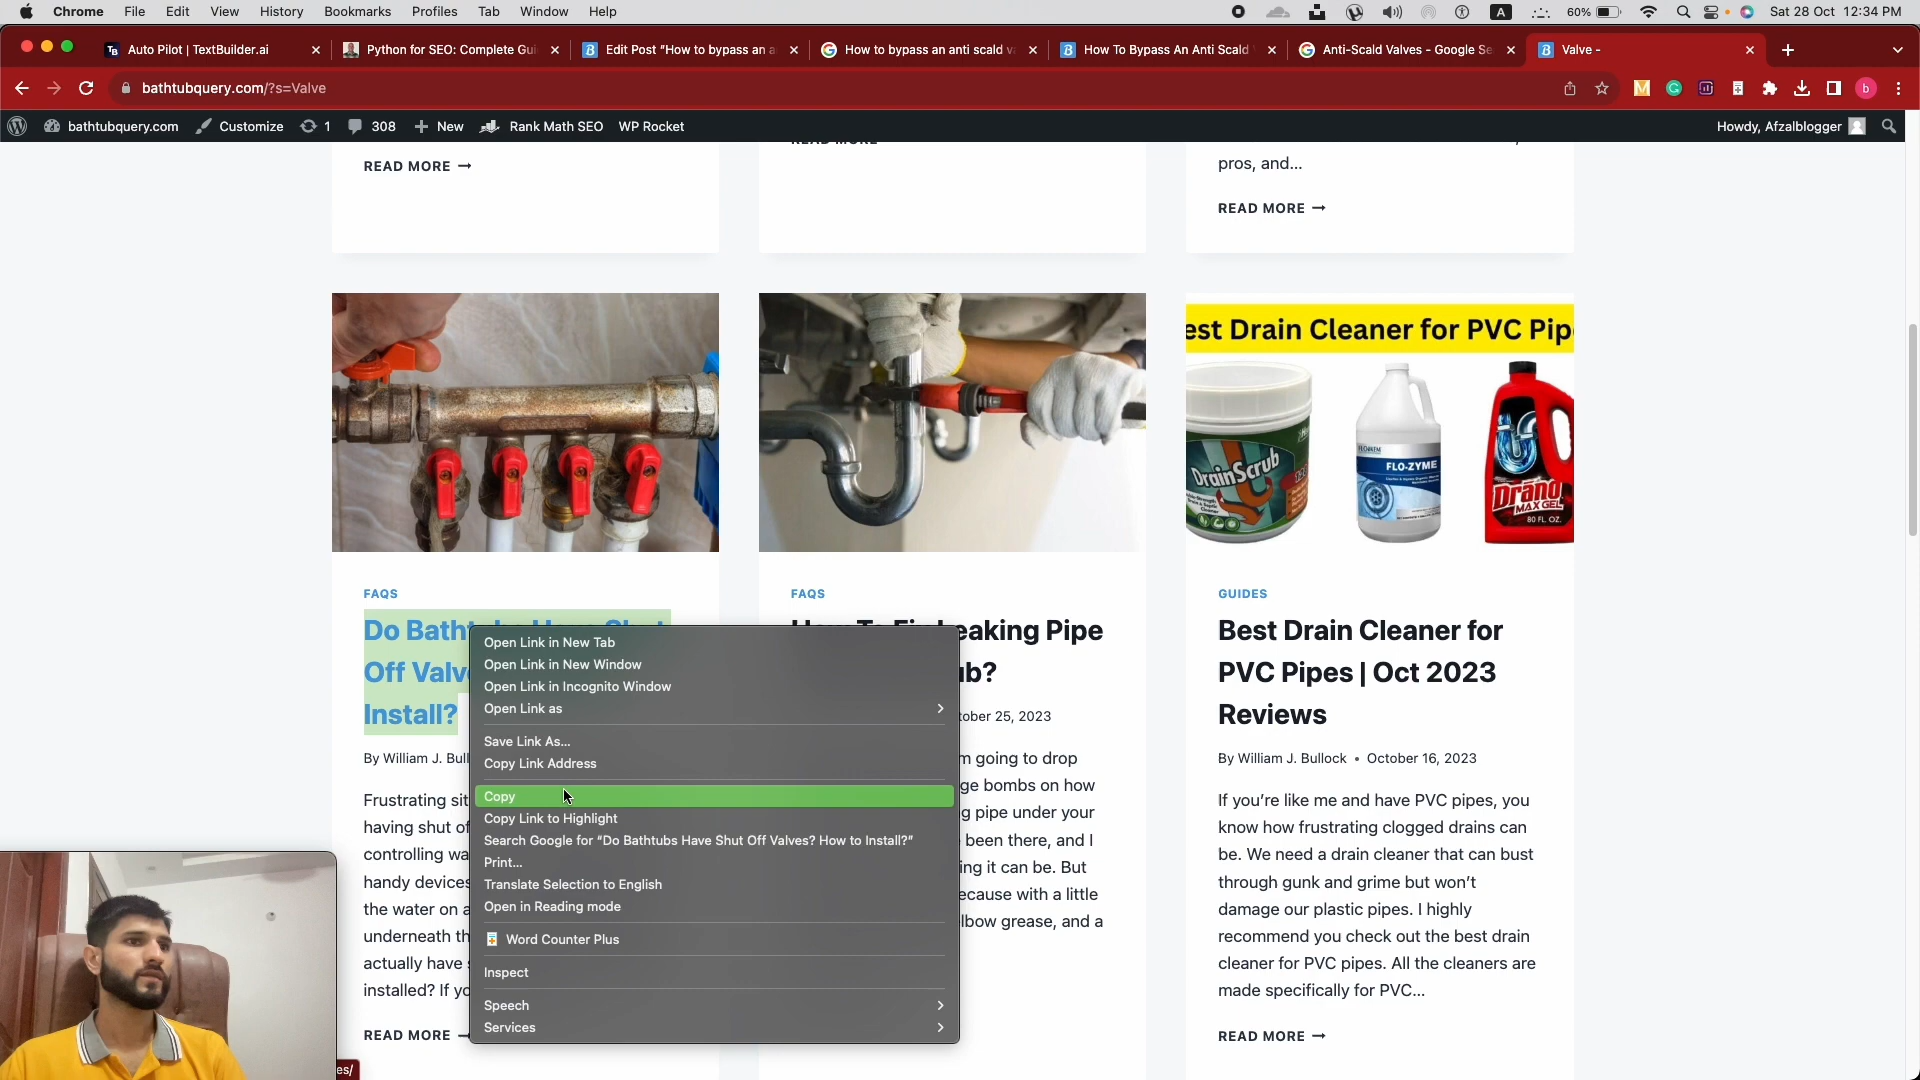 Chrome File Edit View History Bookmarks Profiles Tab Window Help A 60% Sat 28 Oct 12:34 PM
Auto Pilot | TextBuilder.ai Python for SEO: Complete Gui Edit Post "How to bypass an a How to bypass an anti scald v How To Bypass An Anti Scald Anti-Scald Valves - Google Se Valve -
bathtubquery.com/?s=Valve
bathtubquery.com Customize 1 308 New Rank Math SEO WP Rocket Howdy, Afzalblogger
READ MORE →
pros, and...
READ MORE →
est Drain Cleaner for PVC Pip
DrainScrub
FLO-ZYME
Drano
MAX GEL
80 FL. OZ.
FAQS
Install?
By William J. Bull
Frustrating sit
having shut of
controlling wa
handy devices
the water on a
underneath th
actually have
installed? If yo
READ MORE
Open Link in New Tab
Open Link in New Window
Open Link in Incognito Window
Open Link as
Save Link As...
Copy Link Address
Copy
Copy Link to Highlight
Search Google for "Do Bathtubs Have Shut Off Valves? How to Install?"
Print...
Translate Selection to English
Open in Reading mode
Word Counter Plus
Inspect
Speech
Services
FAQS
eaking Pipe
ub?
tober 25, 2023
m going to drop
ge bombs on how
g pipe under your
been there, and I
ing it can be. But
ecause with a little
lbow grease, and a
GUIDES
Best Drain Cleaner for
PVC Pipes | Oct 2023
Reviews
By William J. Bullock • October 16, 2023
If you're like me and have PVC pipes, you
know how frustrating clogged drains can
be. We need a drain cleaner that can bust
through gunk and grime but won't
damage our plastic pipes. I highly
recommend you check out the best drain
cleaner for PVC pipes. All the cleaners are
made specifically for PVC...
READ MORE →
es/